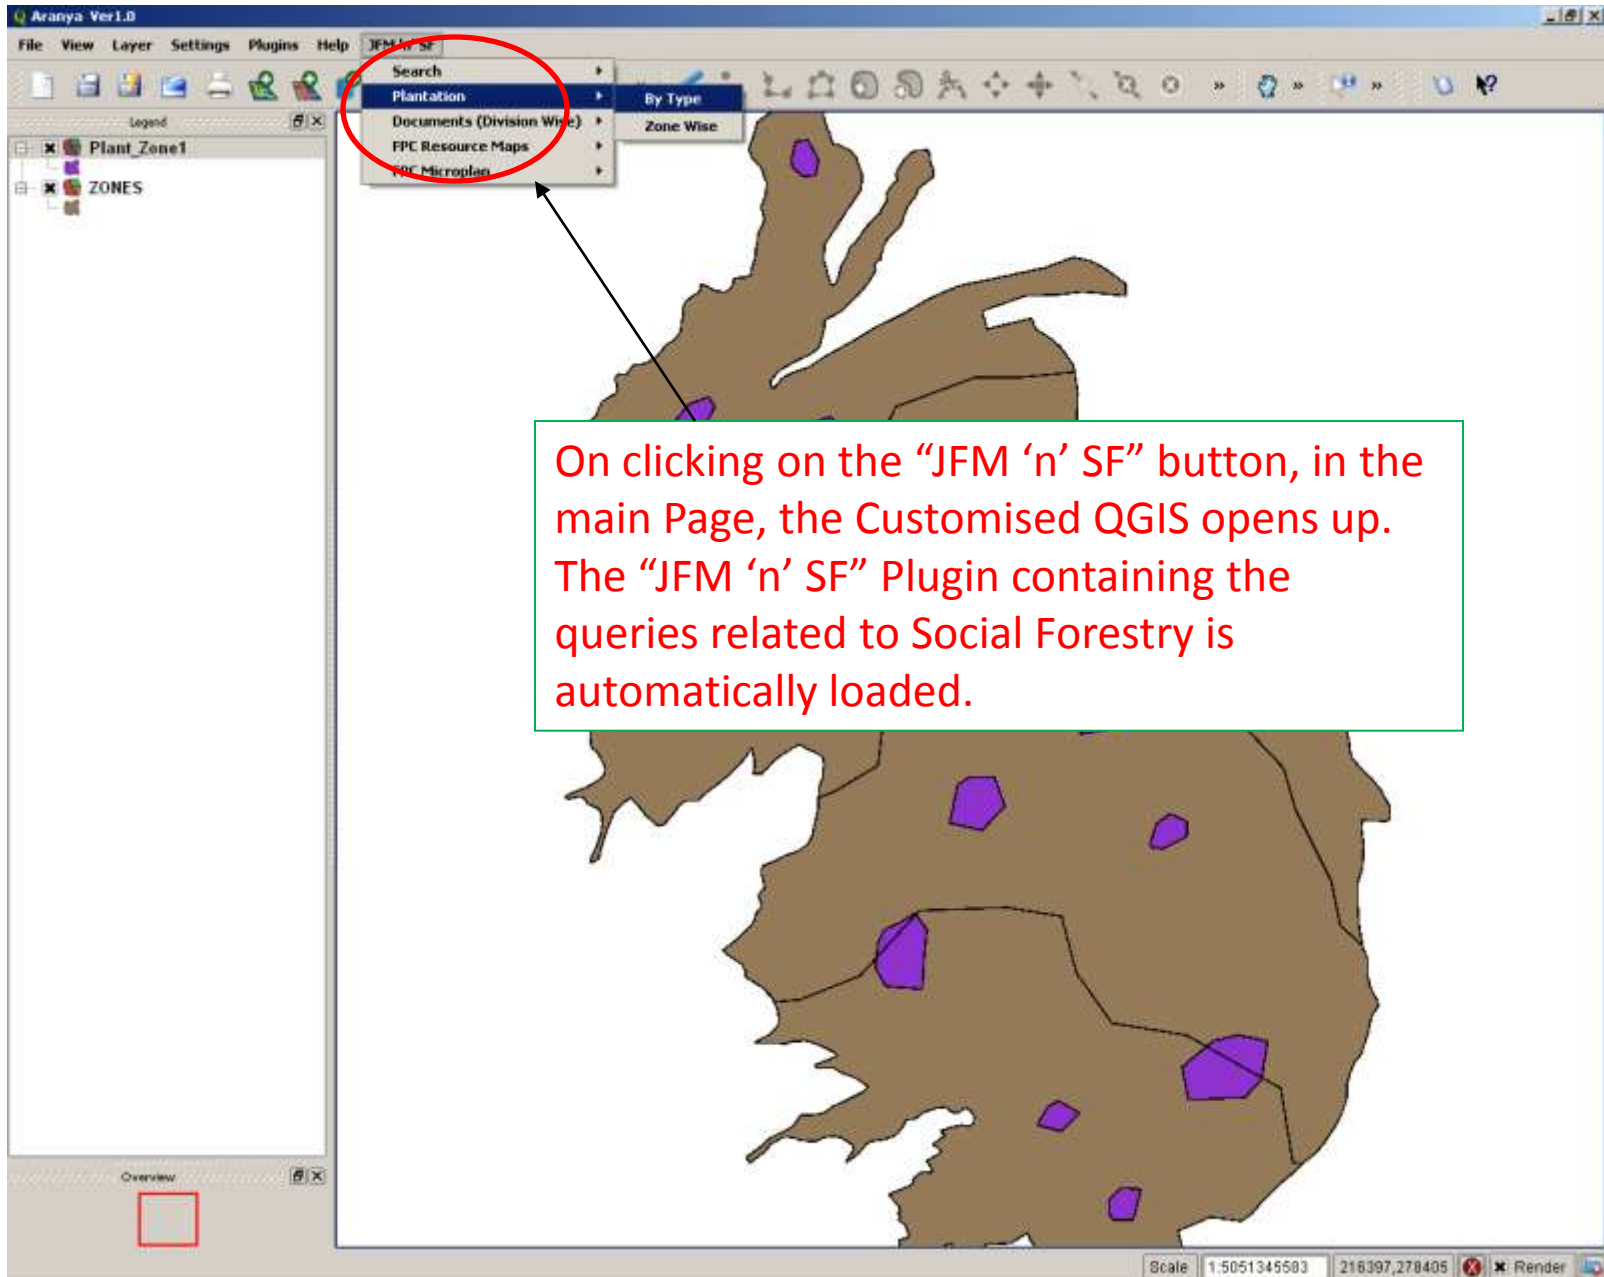 Aranya Ver1.0
File View Layer Settings Plugins Help JFM 'n' SF
Search
Plantation
Documents (Division Wise)
FPC Resource Maps
FPC Microplan
By Type
Zone Wise
Legend
Plant_Zone1
ZONES
On clicking on the “JFM ‘n’ SF” button, in the
main Page, the Customised QGIS opens up.
The “JFM ‘n’ SF” Plugin containing the
queries related to Social Forestry is
automatically loaded.
Overview
Scale 1:5051345583 216397,278405 Render